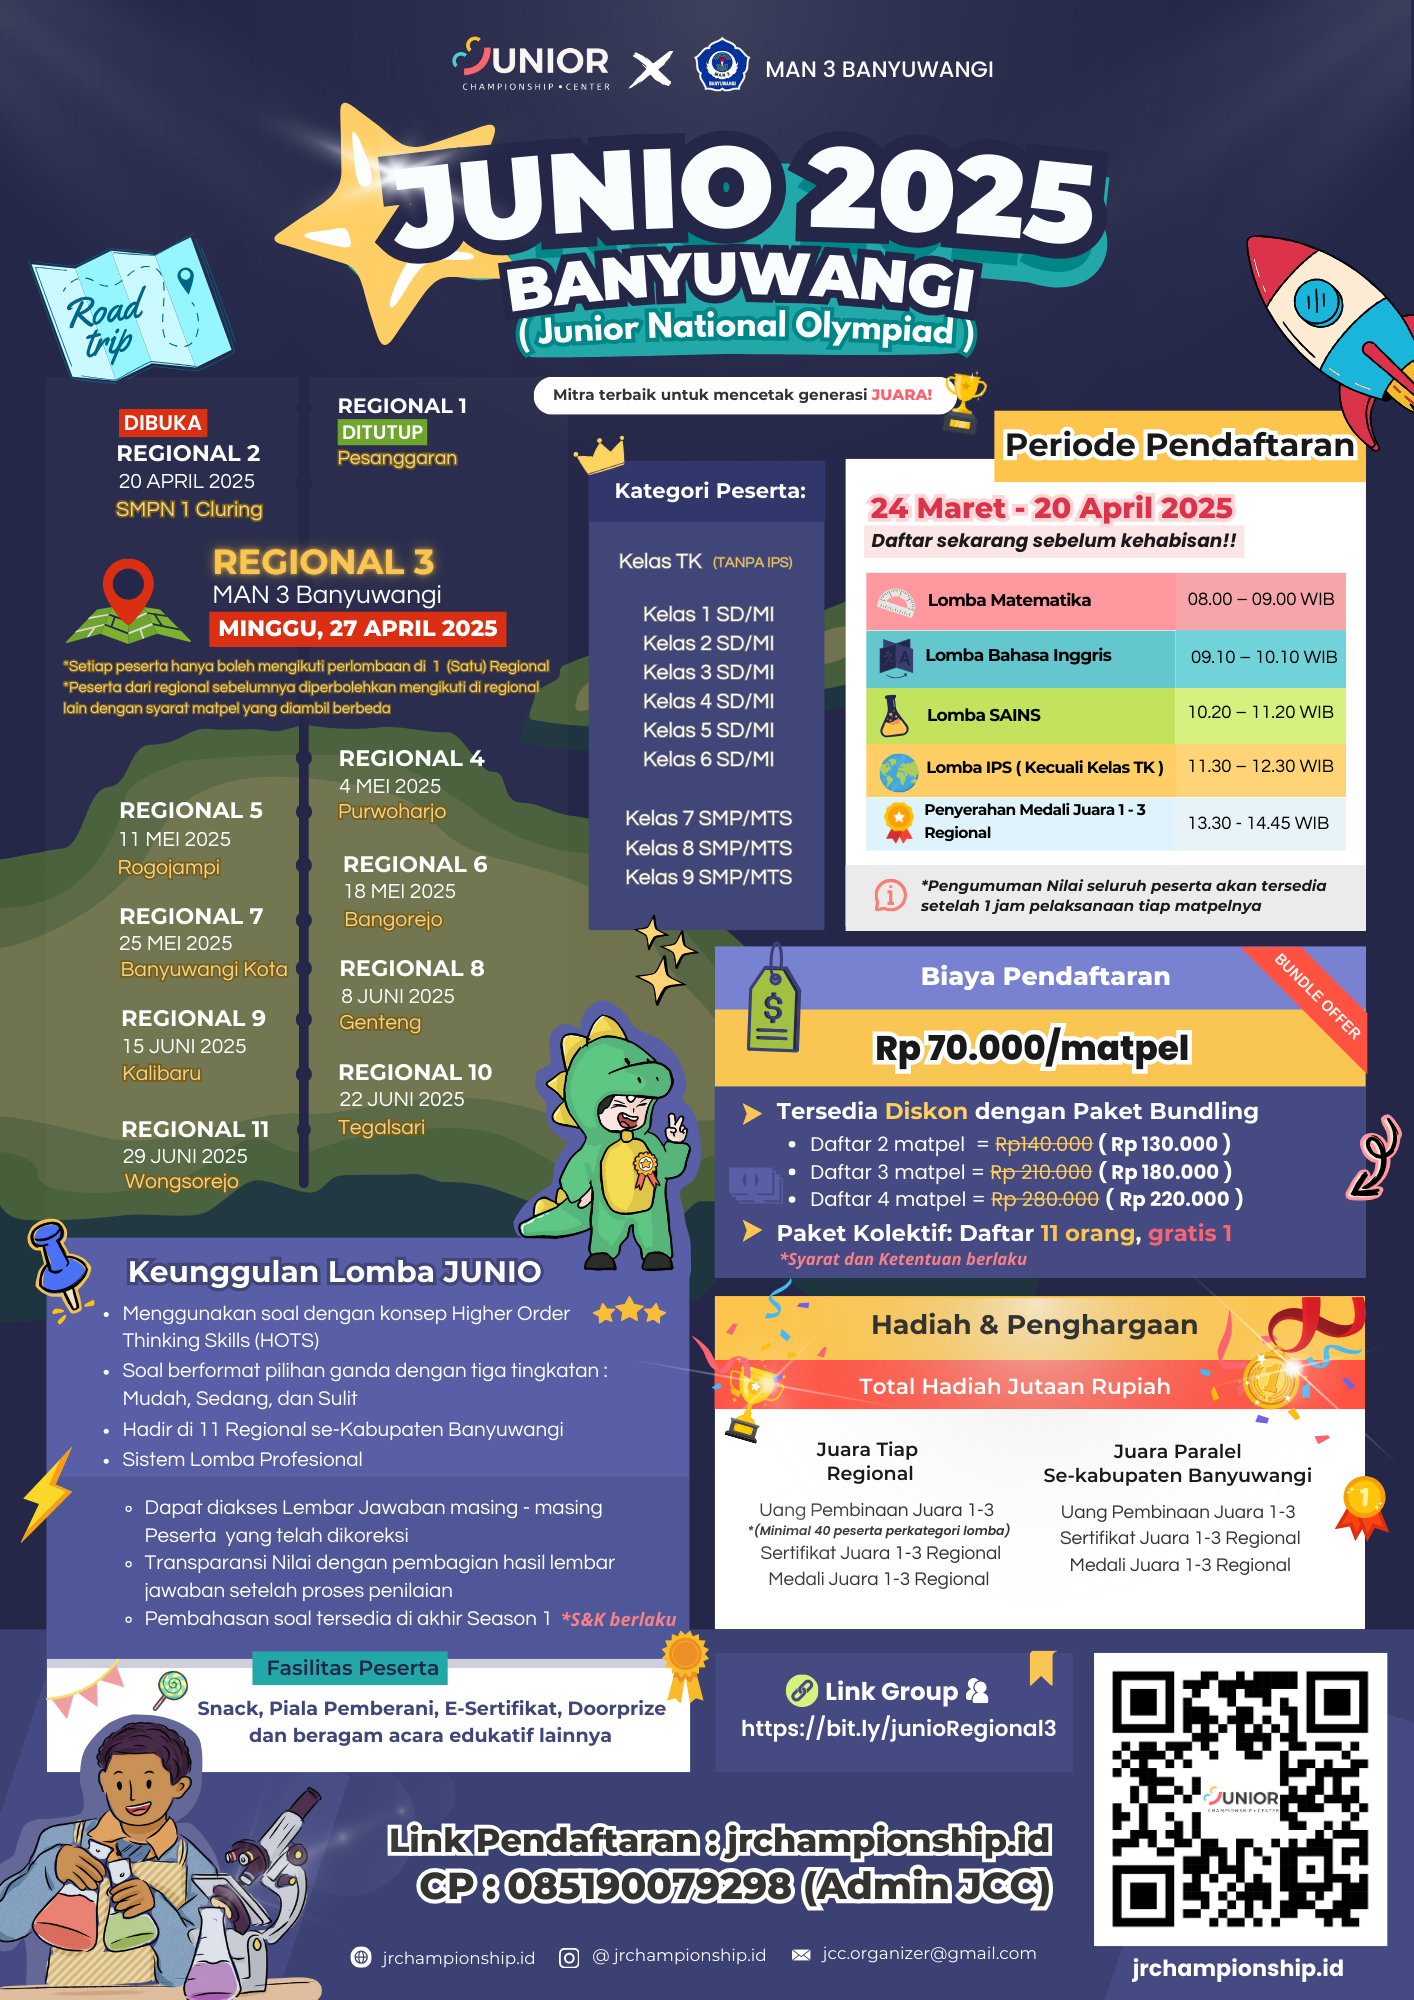 JUNIOR
CHAMPIONSHIP • CENTER
MAN 3
BANYUWANGI
MAN 3 BANYUWANGI
JUNIO 2025
BANYUWANGI
( Junior National Olympiad )
Road
trip
Mitra terbaik untuk mencetak generasi JUARA!
REGIONAL 1
DITUTUP
Pesanggaran
DIBUKA
REGIONAL 2
20 APRIL 2025
SMPN 1 Cluring
REGIONAL 3
MAN 3 Banyuwangi
MINGGU, 27 APRIL 2025
*Setiap peserta hanya boleh mengikuti perlombaan di 1 (Satu) Regional
*Peserta dari regional sebelumnya diperbolehkan mengikuti di regional
lain dengan syarat matpel yang diambil berbeda
REGIONAL 4
4 MEI 2025
Purwoharjo
REGIONAL 5
11 MEI 2025
Rogojampi
REGIONAL 6
18 MEI 2025
Bangorejo
REGIONAL 7
25 MEI 2025
Banyuwangi Kota
REGIONAL 8
8 JUNI 2025
Genteng
REGIONAL 9
15 JUNI 2025
Kalibaru
REGIONAL 10
22 JUNI 2025
Tegalsari
REGIONAL 11
29 JUNI 2025
Wongsorejo
Kategori Peserta:
Kelas TK (TANPA IPS)
Kelas 1 SD/MI
Kelas 2 SD/MI
Kelas 3 SD/MI
Kelas 4 SD/MI
Kelas 5 SD/MI
Kelas 6 SD/MI
Kelas 7 SMP/MTS
Kelas 8 SMP/MTS
Kelas 9 SMP/MTS
Periode Pendaftaran
24 Maret - 20 April 2025
Daftar sekarang sebelum kehabisan!!
Lomba Matematika 08.00 – 09.00 WIB
Lomba Bahasa Inggris 09.10 – 10.10 WIB
Lomba SAINS 10.20 – 11.20 WIB
Lomba IPS ( Kecuali Kelas TK ) 11.30 – 12.30 WIB
Penyerahan Medali Juara 1 - 3
Regional
13.30 - 14.45 WIB
*Pengumuman Nilai seluruh peserta akan tersedia
setelah 1 jam pelaksanaan tiap matpelnya
Biaya Pendaftaran
BUNDLE OFFER
Rp 70.000/matpel
Tersedia Diskon dengan Paket Bundling
• Daftar 2 matpel = Rp140.000 ( Rp 130.000 )
• Daftar 3 matpel = Rp 210.000 ( Rp 180.000 )
• Daftar 4 matpel = Rp 280.000 ( Rp 220.000 )
Paket Kolektif: Daftar 11 orang, gratis 1
*Syarat dan Ketentuan berlaku
Keunggulan Lomba JUNIO
• Menggunakan soal dengan konsep Higher Order
Thinking Skills (HOTS)
• Soal berformat pilihan ganda dengan tiga tingkatan :
Mudah, Sedang, dan Sulit
• Hadir di 11 Regional se-Kabupaten Banyuwangi
• Sistem Lomba Profesional
◦ Dapat diakses Lembar Jawaban masing - masing
Peserta yang telah dikoreksi
◦ Transparansi Nilai dengan pembagian hasil lembar
jawaban setelah proses penilaian
◦ Pembahasan soal tersedia di akhir Season 1 *S&K berlaku
Hadiah & Penghargaan
Total Hadiah Jutaan Rupiah
Juara Tiap
Regional
Uang Pembinaan Juara 1-3
*(Minimal 40 peserta perkategori lomba)
Sertifikat Juara 1-3 Regional
Medali Juara 1-3 Regional
Juara Paralel
Se-kabupaten Banyuwangi
Uang Pembinaan Juara 1-3
Sertifikat Juara 1-3 Regional
Medali Juara 1-3 Regional
Fasilitas Peserta
Snack, Piala Pemberani, E-Sertifikat, Doorprize
dan beragam acara edukatif lainnya
Link Group
https://bit.ly/junioRegional3
JUNIOR
CHAMPIONSHIP • CENTER
jrchampionship.id
Link Pendaftaran : jrchampionship.id
CP : 085190079298 (Admin JCC)
jrchampionship.id @ jrchampionship.id jcc.organizer@gmail.com